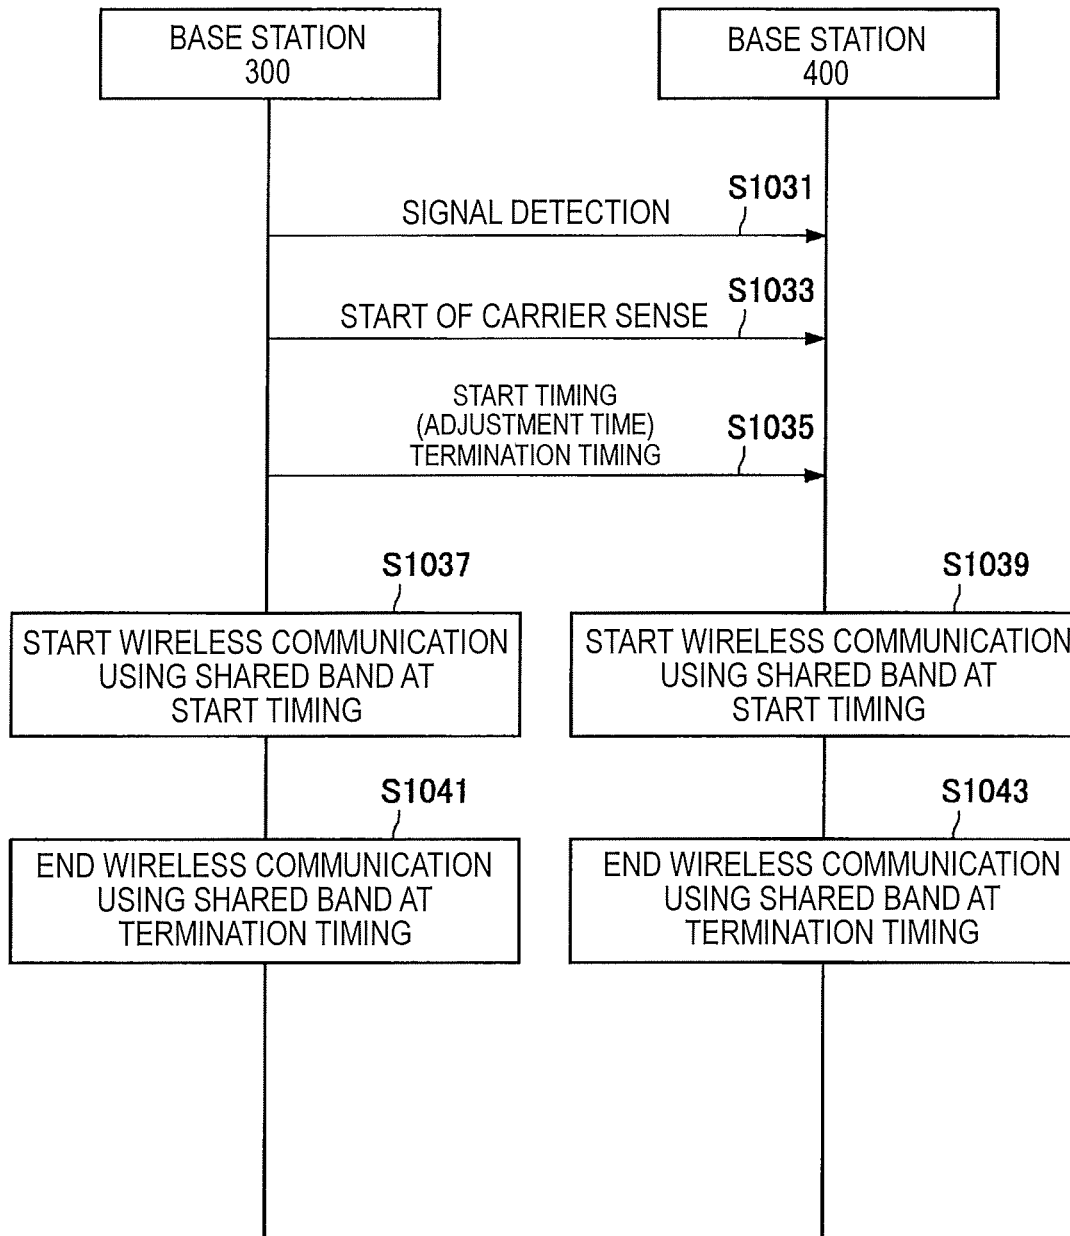 BASE STATION
300
BASE STATION
400
S1031
SIGNAL DETECTION
S1033
START OF CARRIER SENSE
START TIMING
(ADJUSTMENT TIME)
TERMINATION TIMING
S1035
S1037
START WIRELESS COMMUNICATION
USING SHARED BAND AT
START TIMING
S1039
START WIRELESS COMMUNICATION
USING SHARED BAND AT
START TIMING
S1041
END WIRELESS COMMUNICATION
USING SHARED BAND AT
TERMINATION TIMING
S1043
END WIRELESS COMMUNICATION
USING SHARED BAND AT
TERMINATION TIMING